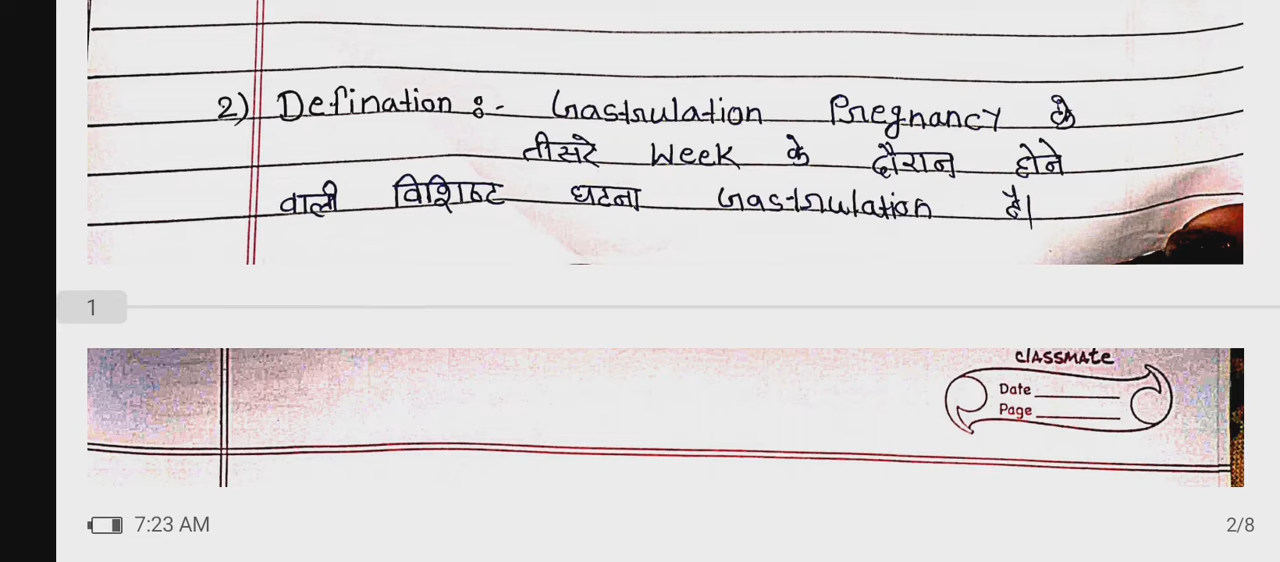 2) Defination :- Gastrulation Pregnancy के
तीसरे Week के दौरान होने
वाली विशिष्ट घटना Gastrulation है।
1
CLASSMATE
Date
Page
7:23 AM
2/8